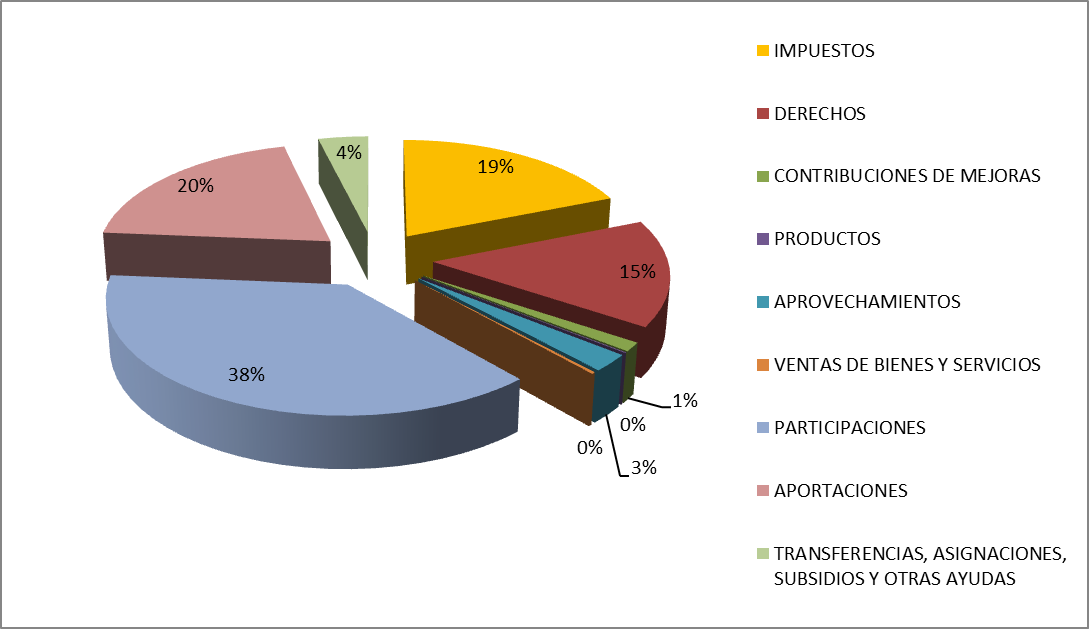 4%
19%
20%
15%
38%
1%
0%
0%
3%
IMPUESTOS
DERECHOS
CONTRIBUCIONES DE MEJORAS
PRODUCTOS
APROVECHAMIENTOS
VENTAS DE BIENES Y SERVICIOS
PARTICIPACIONES
APORTACIONES
TRANSFERENCIAS, ASIGNACIONES,
SUBSIDIOS Y OTRAS AYUDAS